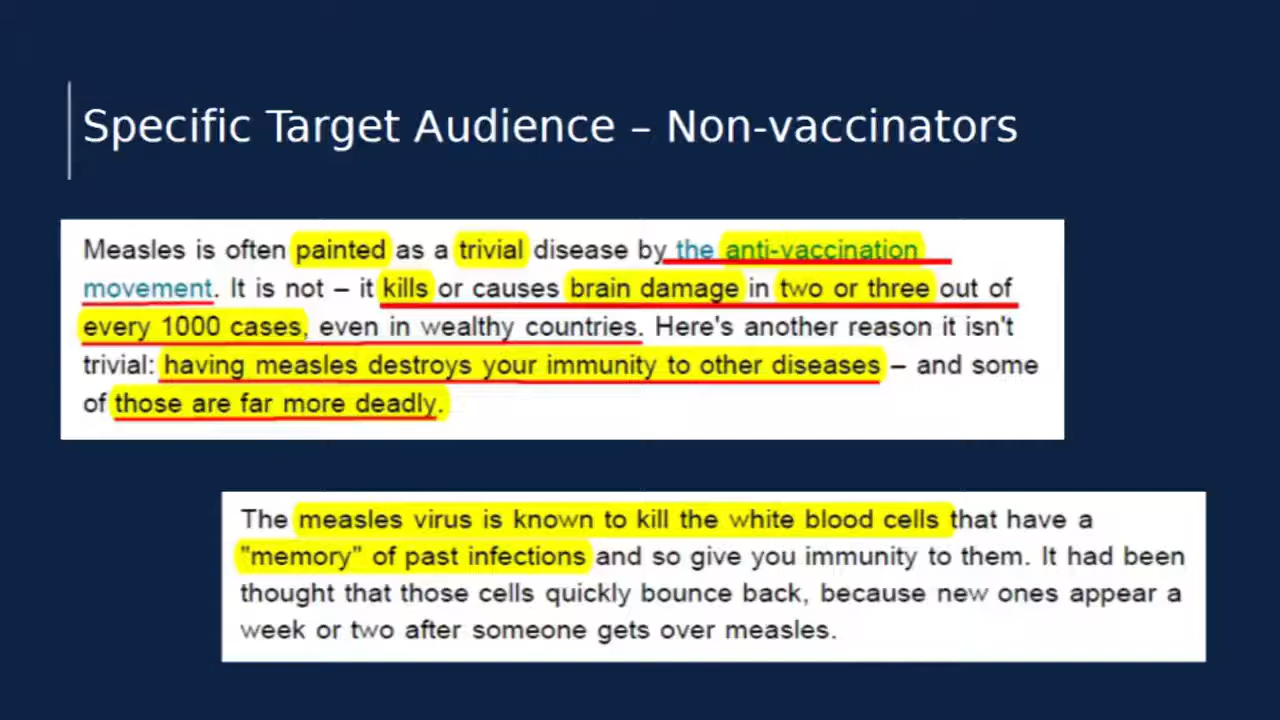 Specific Target Audience – Non-vaccinators
Measles is often painted as a trivial disease by the anti-vaccination
movement. It is not – it kills or causes brain damage in two or three out of
every 1000 cases, even in wealthy countries. Here's another reason it isn't
trivial: having measles destroys your immunity to other diseases – and some
of those are far more deadly.
The measles virus is known to kill the white blood cells that have a
"memory" of past infections and so give you immunity to them. It had been
thought that those cells quickly bounce back, because new ones appear a
week or two after someone gets over measles.